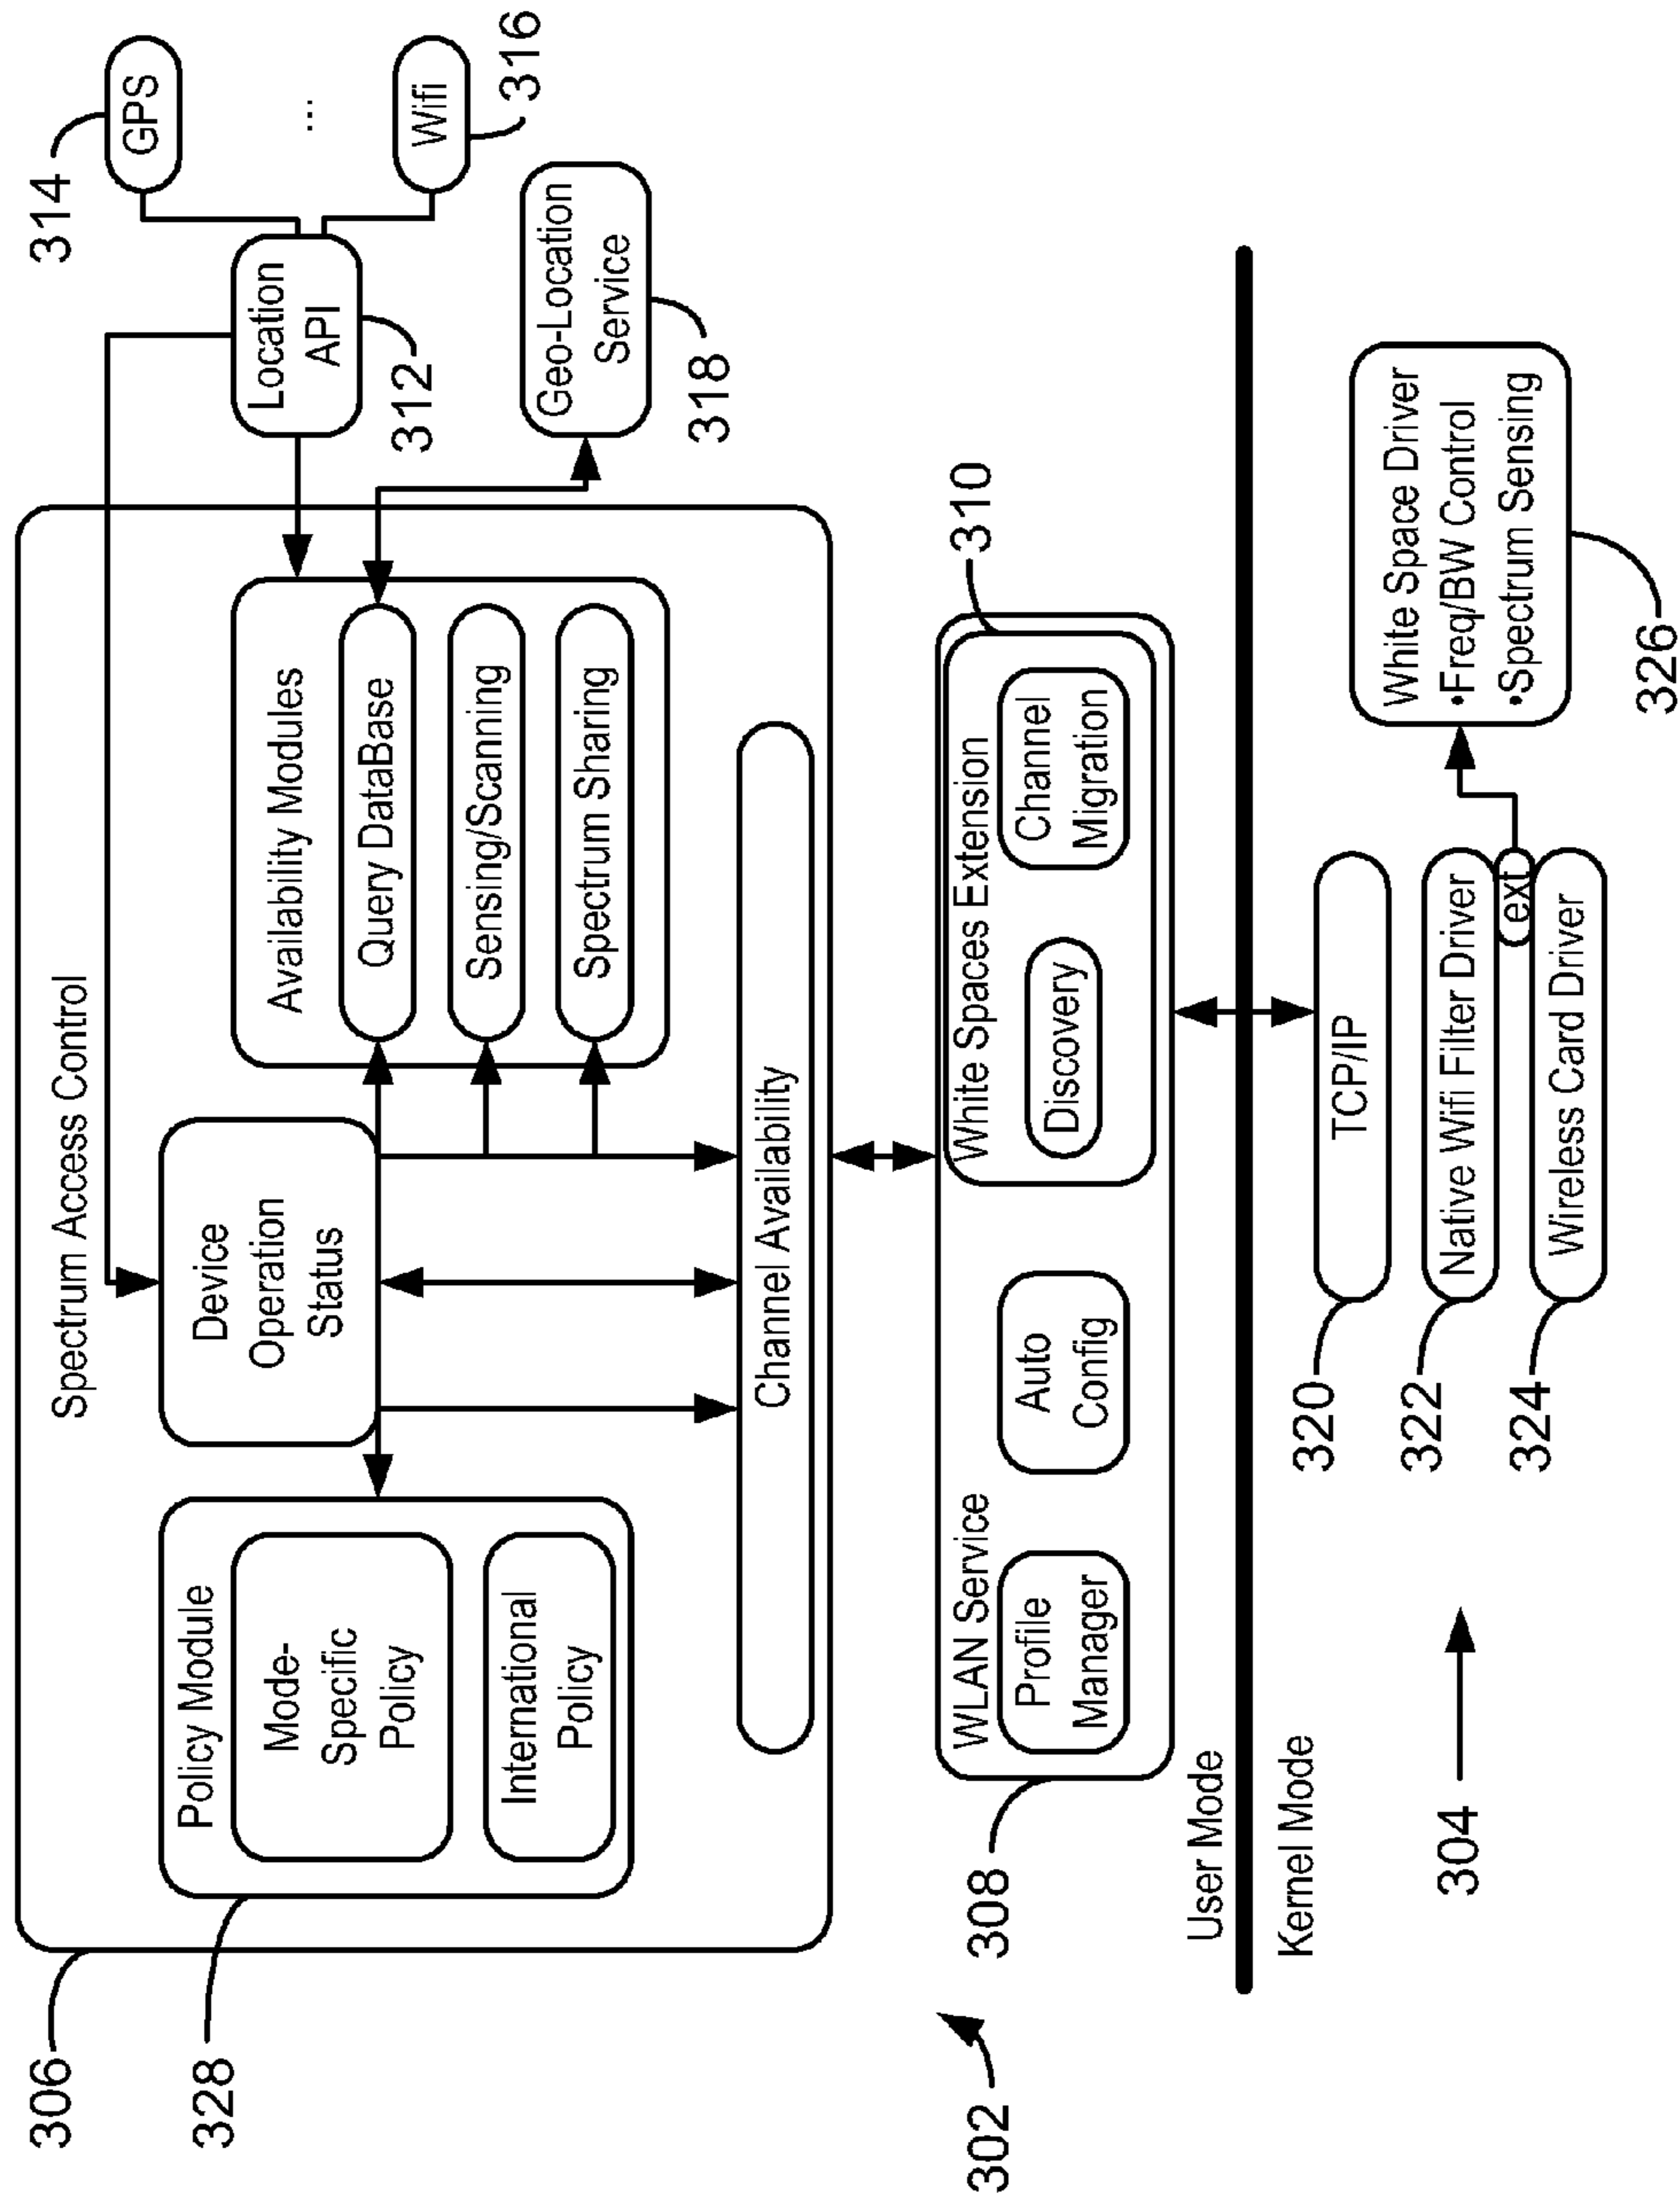 306
328
Spectrum Access Control
Policy Module
Mode-
Specific
Policy
International
Policy
Device
Operation
Status
Availability Modules
Query DataBase
Sensing/Scanning
Spectrum Sharing
Channel Availability
Location
API
312
314
GPS
...
Wifi
316
Geo-Location
Service
318
302
308
WLAN Service
Profile
Manager
Auto
Config
White Spaces Extension
Discovery
Channel
Migration
310
User Mode
Kernel Mode
304
320
TCP/IP
322
Native Wifi Filter Driver
ext
324
Wireless Card Driver
White Space Driver
•Freq/BW Control
•Spectrum Sensing
326